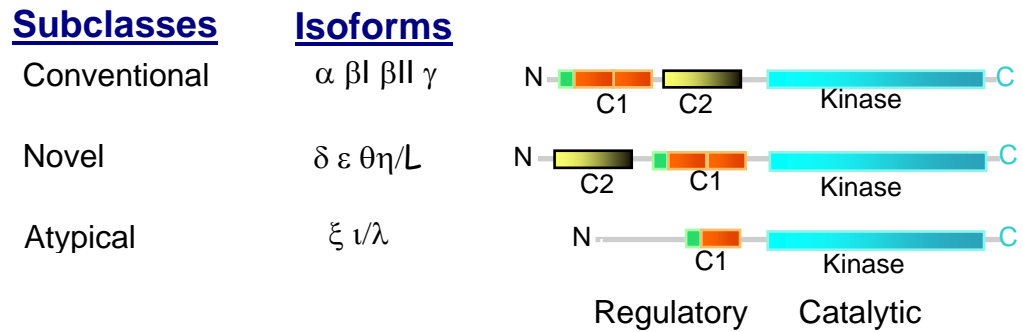 Subclasses Isoforms
Conventional α βI βII γ N C1 C2 Kinase C
Novel δ ε θη/L N C2 C1 Kinase C
Atypical ξ ι/λ N C1 Kinase C
Regulatory Catalytic